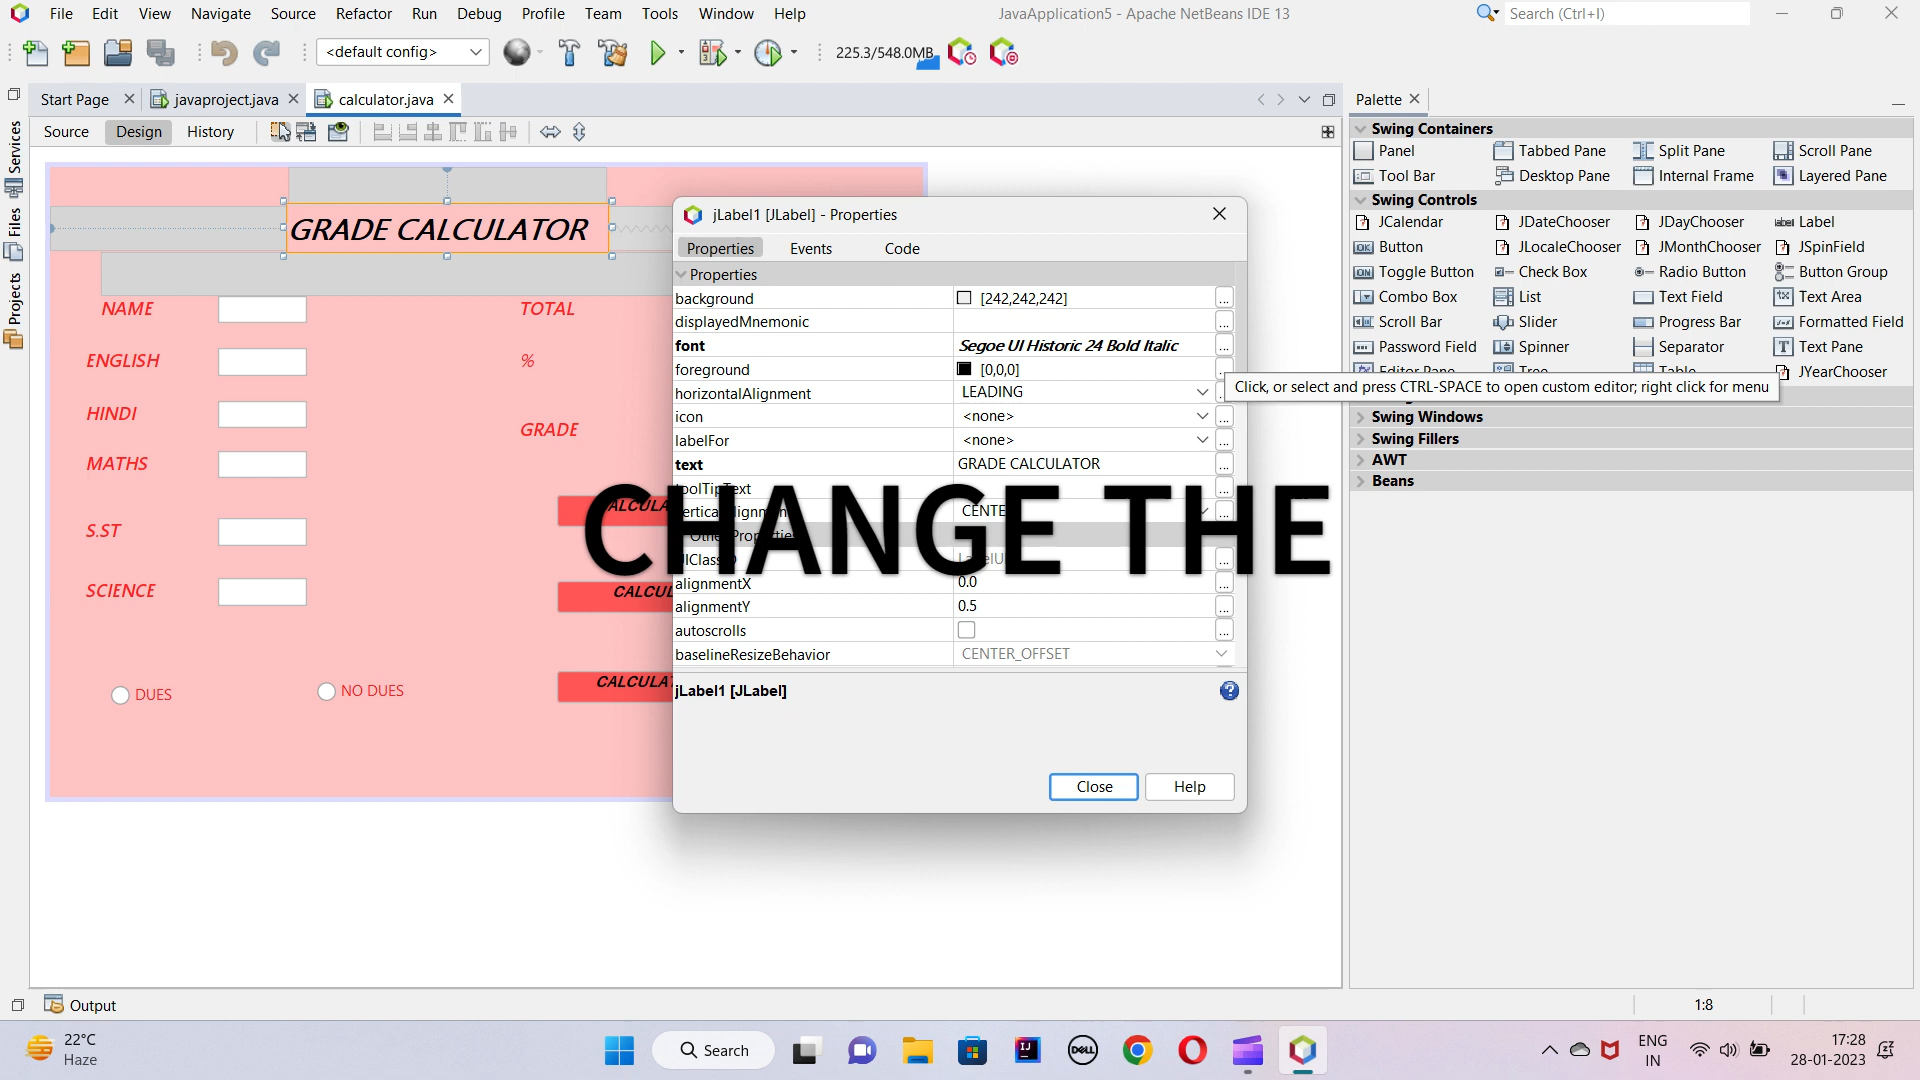 File Edit View Navigate Source Refactor Run Debug Profile Team Tools Window Help
JavaApplication5 - Apache NetBeans IDE 13
Search (Ctrl+I)
<default config>
225.3/548.0MB
Start Page
javaproject.java
calculator.java
Source Design History
Services
Files
Projects
GRADE CALCULATOR
NAME
TOTAL
ENGLISH
%
HINDI
GRADE
MATHS
S.ST
SCIENCE
DUES
NO DUES
jLabel1 [JLabel] - Properties
Properties Events Code
Properties
background [242,242,242]
displayedMnemonic
font Segoe UI Historic 24 Bold Italic
foreground [0,0,0]
horizontalAlignment LEADING
icon <none>
labelFor <none>
text GRADE CALCULATOR
CHANGE THE
alignmentX 0.0
alignmentY 0.5
autoscrolls
baselineResizeBehavior CENTER_OFFSET
jLabel1 [JLabel]
Close Help
Click, or select and press CTRL-SPACE to open custom editor; right click for menu
Palette
Swing Containers
Panel Tabbed Pane Split Pane Scroll Pane
Tool Bar Desktop Pane Internal Frame Layered Pane
Swing Controls
JCalendar JDateChooser JDayChooser Label
Button JLocaleChooser JMonthChooser JSpinField
Toggle Button Check Box Radio Button Button Group
Combo Box List Text Field Text Area
Scroll Bar Slider Progress Bar Formatted Field
Password Field Spinner Separator Text Pane
JYearChooser
Swing Windows
Swing Fillers
AWT
Beans
Output
1:8
22°C
Haze
Search
ENG
IN
17:28
28-01-2023